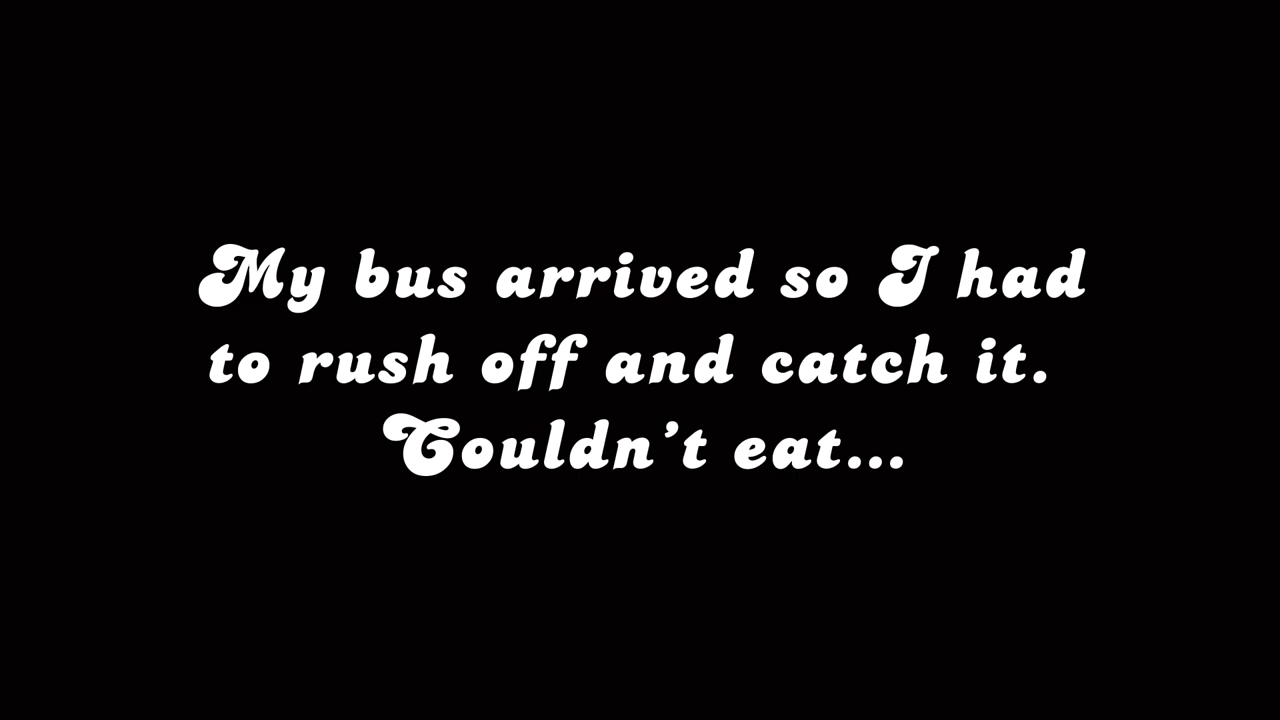 My bus arrived so I had
to rush off and catch it.
Couldn't eat...